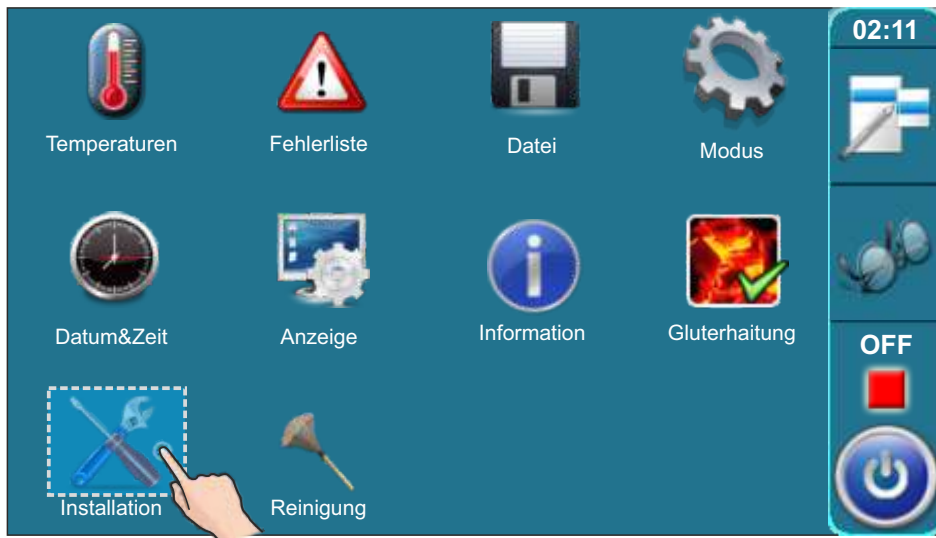 02:11
Temperaturen
Fehlerliste
Datei
Modus
Datum&Zeit
Anzeige
Information
Gluterhaitung
OFF
Installation
Reinigung